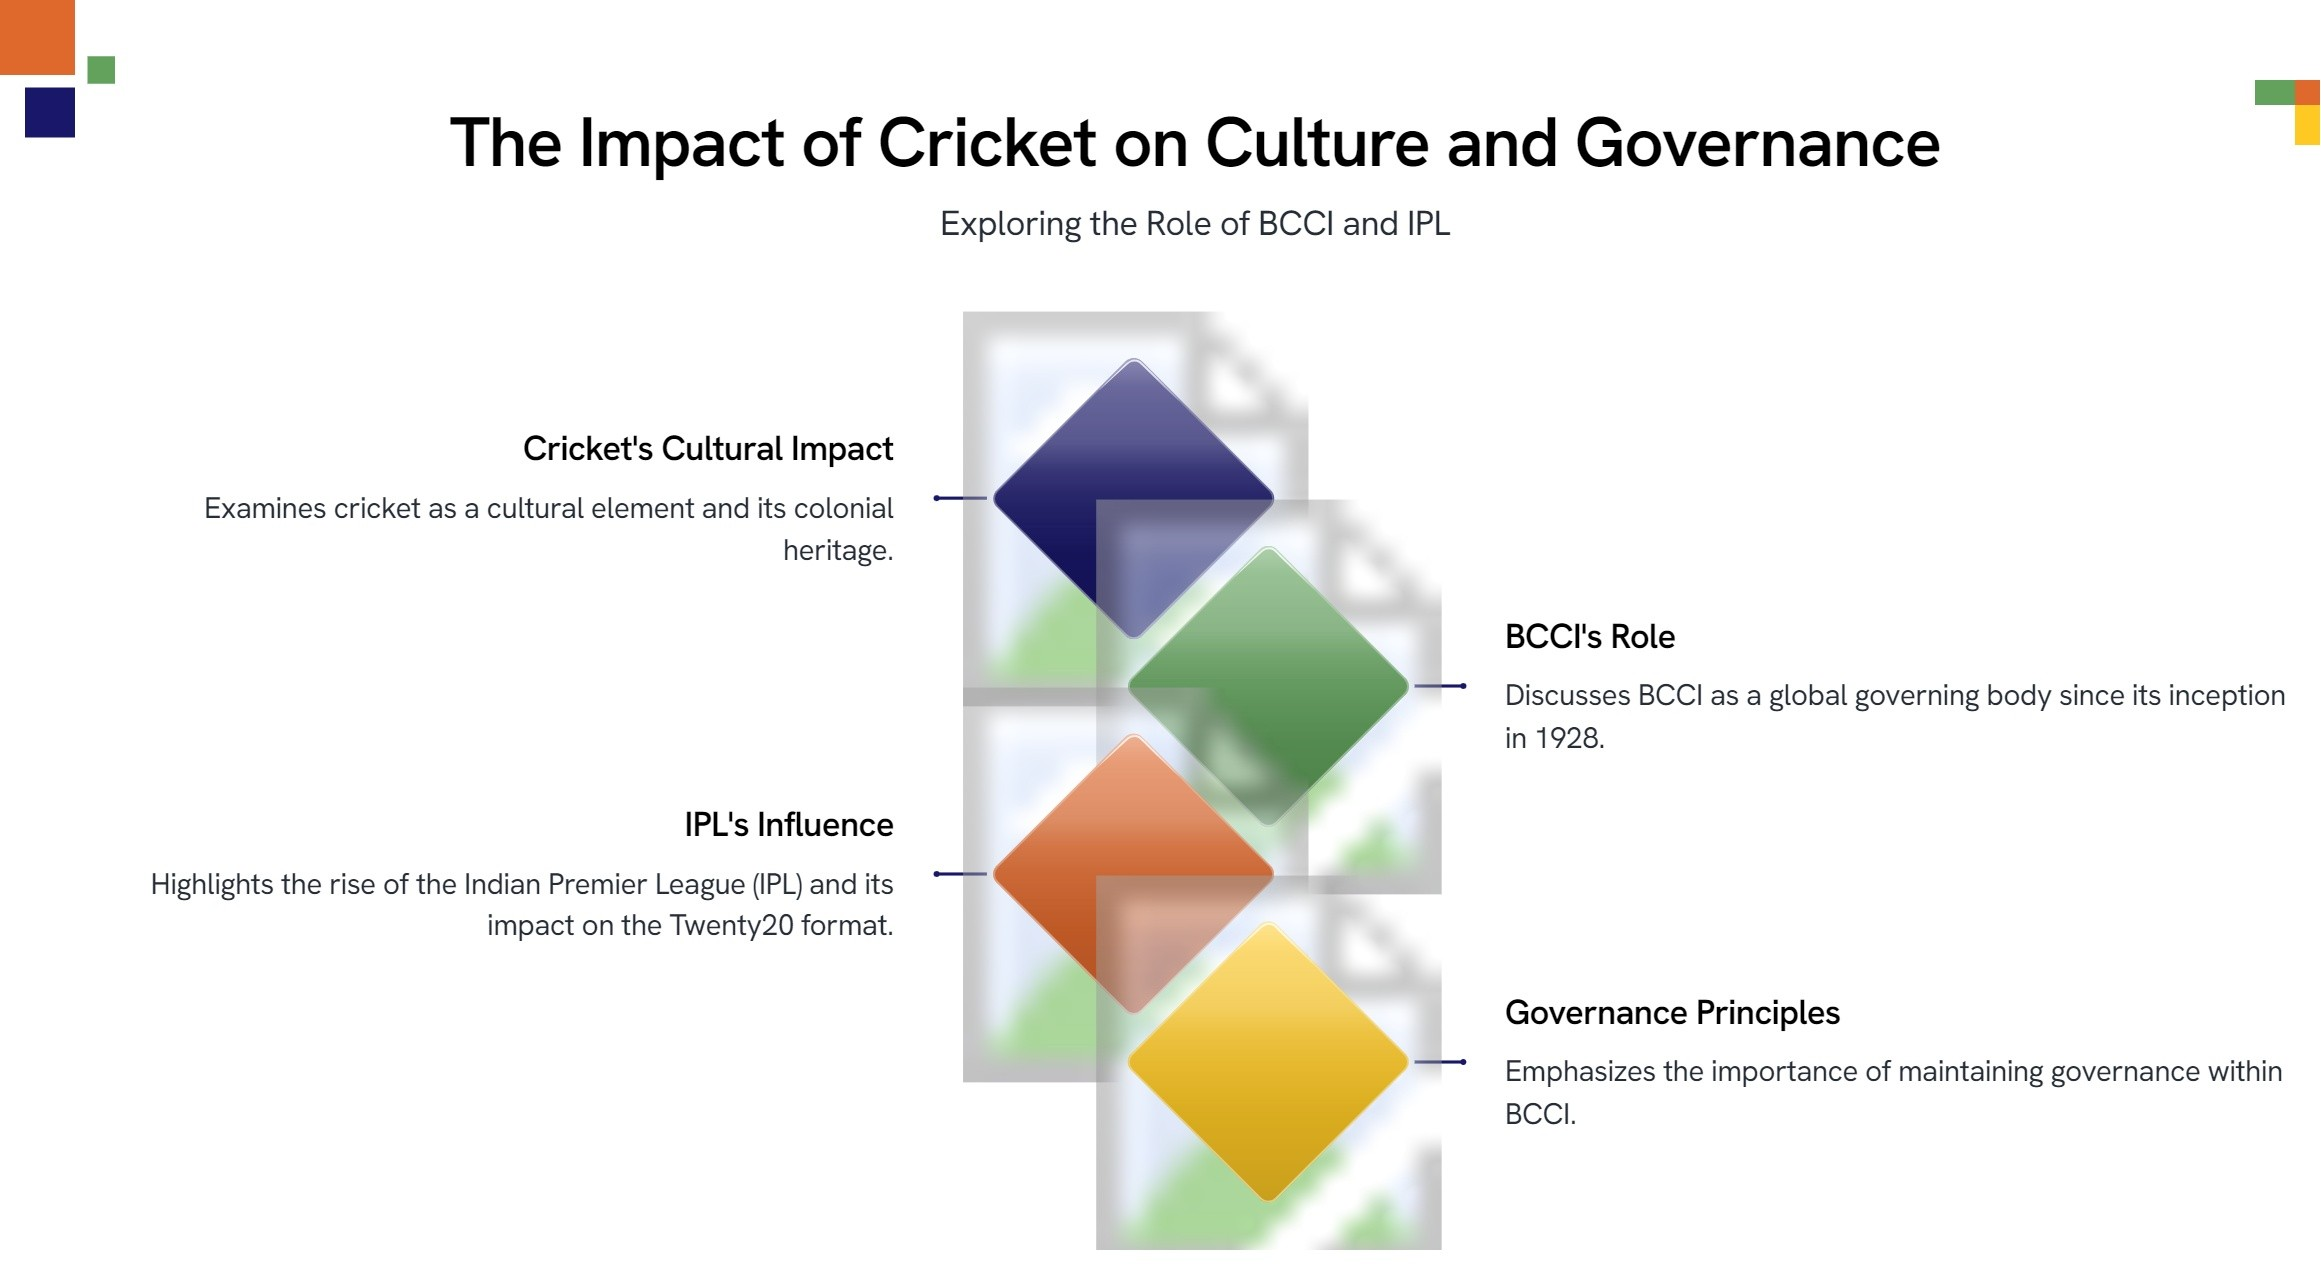 The Impact of Cricket on Culture and Governance
Exploring the Role of BCCI and IPL
Cricket's Cultural Impact
Examines cricket as a cultural element and its colonial
heritage.
BCCI's Role
Discusses BCCI as a global governing body since its inception
in 1928.
IPL's Influence
Highlights the rise of the Indian Premier League (IPL) and its
impact on the Twenty20 format.
Governance Principles
Emphasizes the importance of maintaining governance within
BCCI.